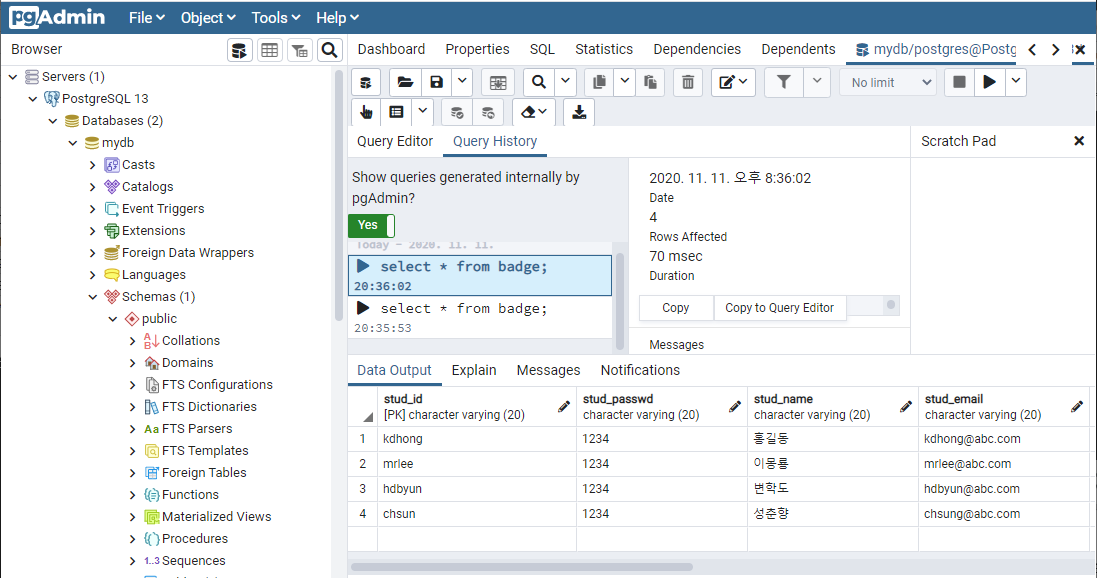 pgAdmin File Object Tools Help
Browser
Dashboard Properties SQL Statistics Dependencies Dependents mydb/postgres@Postg
Servers (1)
PostgreSQL 13
Databases (2)
mydb
Casts
Catalogs
Event Triggers
Extensions
Foreign Data Wrappers
Languages
Schemas (1)
public
Collations
Domains
FTS Configurations
FTS Dictionaries
FTS Parsers
FTS Templates
Foreign Tables
Functions
Materialized Views
Procedures
1..3 Sequences
No limit
Query Editor Query History
Scratch Pad
Show queries generated internally by
pgAdmin?
Yes
Today - 2020. 11. 11.
select * from badge;
20:36:02
select * from badge;
20:35:53
2020. 11. 11. 오후 8:36:02
Date
4
Rows Affected
70 msec
Duration
Copy Copy to Query Editor
Messages
Data Output Explain Messages Notifications
stud_id stud_passwd stud_name stud_email
[PK] character varying (20) character varying (20) character varying (20) character varying (20)
1 kdhong 1234 홍길동 kdhong@abc.com
2 mrlee 1234 이몽룡 mrlee@abc.com
3 hdbyun 1234 변학도 hdbyun@abc.com
4 chsun 1234 성춘향 chsung@abc.com